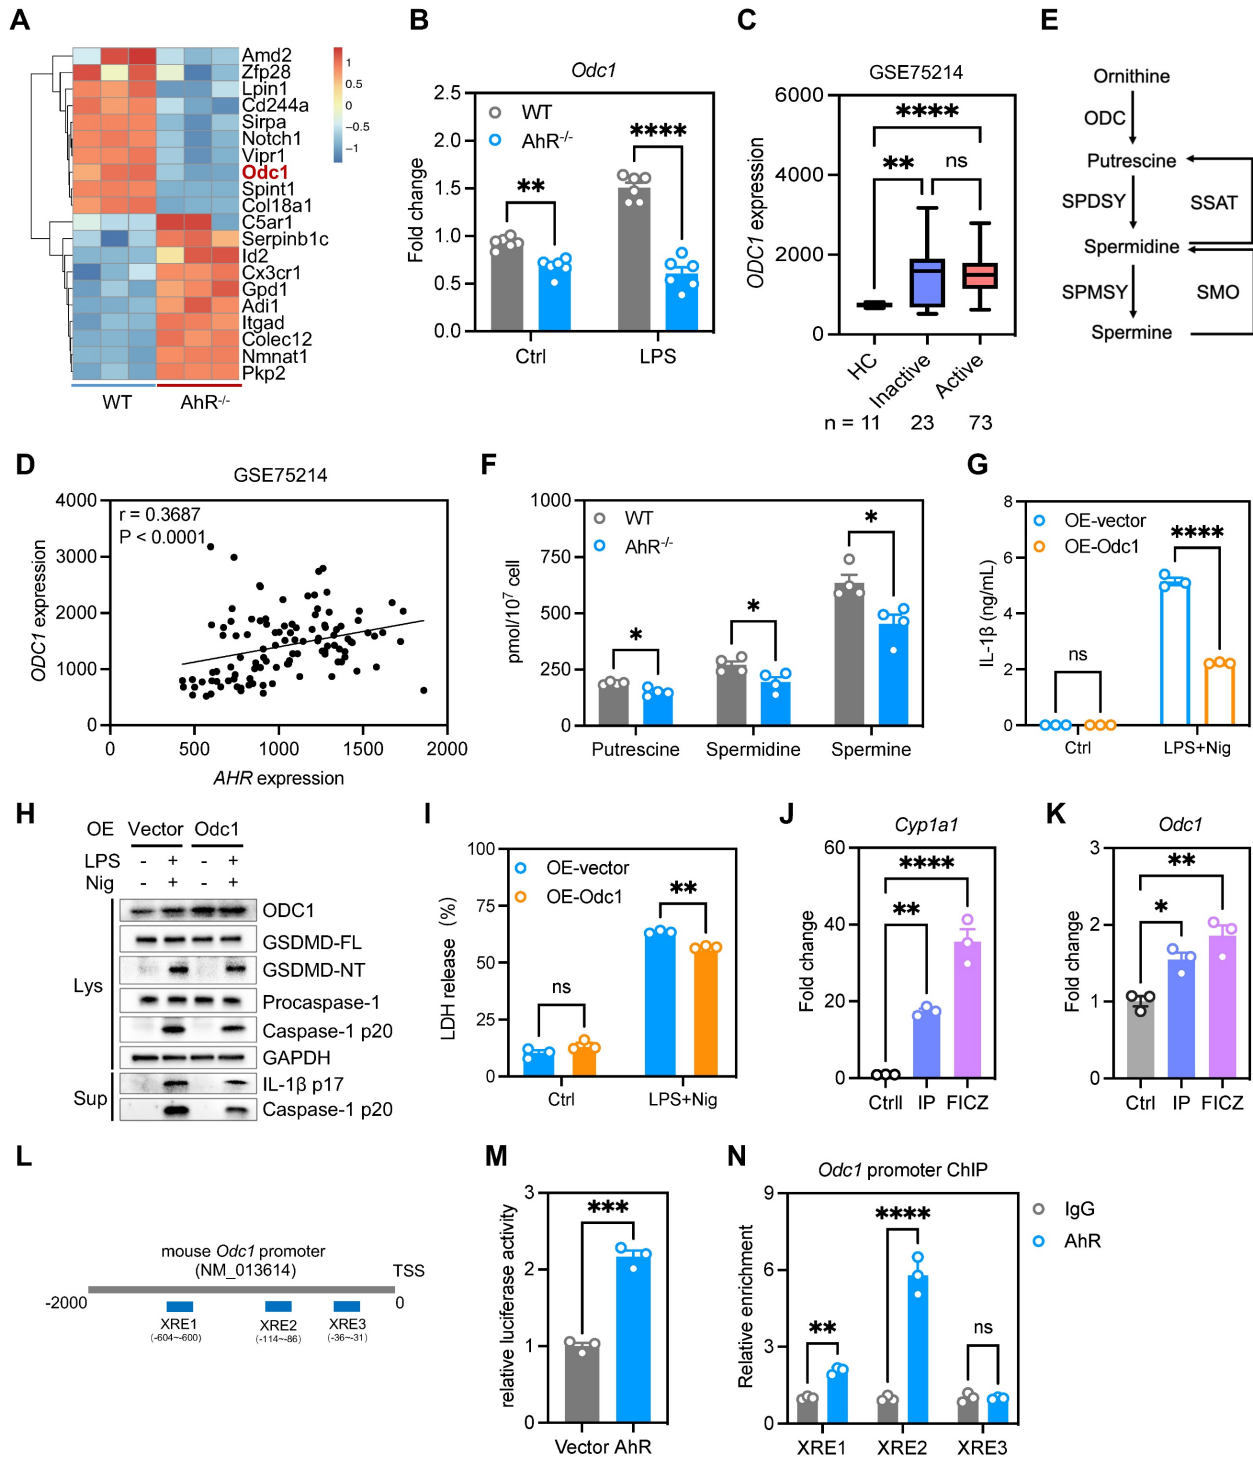 A
Amd2
Zfp28
Lpin1
Cd244a
Sirpa
Notch1
Vipr1
Odc1
Spint1
Col18a1
C5ar1
Serpinb1c
Id2
Cx3cr1
Gpd1
Adi1
Itgad
Colec12
Nmnat1
Pkp2
1
0.5
0
−0.5
−1
WT AhR-/-
B
Odc1
Fold change
2.5
2.0
1.5
1.0
0.5
0.0
WT
AhR-/-
**
****
Ctrl LPS
C
GSE75214
ODC1 expression
6000
4000
2000
0
****
** ns
HC Inactive Active
n = 11 23 73
E
Ornithine
ODC
Putrescine
SPDSY SSAT
Spermidine
SPMSY SMO
Spermine
D
GSE75214
r = 0.3687
P < 0.0001
ODC1 expression
4000
3000
2000
1000
0
0 500 1000 1500 2000
AHR expression
F
pmol/10⁷ cell
1000
750
500
250
0
WT
AhR-/-
*
*
*
Putrescine Spermidine Spermine
G
IL-1β (ng/mL)
8
6
4
2
0
OE-vector
OE-Odc1
****
ns
Ctrl LPS+Nig
H
OE Vector Odc1
LPS - + - +
Nig - + - +
Lys
ODC1
GSDMD-FL
GSDMD-NT
Procaspase-1
Caspase-1 p20
GAPDH
Sup
IL-1β p17
Caspase-1 p20
I
LDH release (%)
100
75
50
25
0
OE-vector
OE-Odc1
**
ns
Ctrl LPS+Nig
J
Cyp1a1
Fold change
60
40
20
0
****
**
Ctrll IP FICZ
K
Odc1
Fold change
3
2
1
0
**
*
Ctrl IP FICZ
L
mouse Odc1 promoter
(NM_013614)
TSS
-2000 0
XRE1 XRE2 XRE3
(-604~-600) (-114~-86) (-36~-31)
M
relative luciferase activity
3
2
1
0
***
Vector AhR
N
Odc1 promoter ChIP
Relative enrichment
9
6
3
0
IgG
AhR
**
****
ns
XRE1 XRE2 XRE3